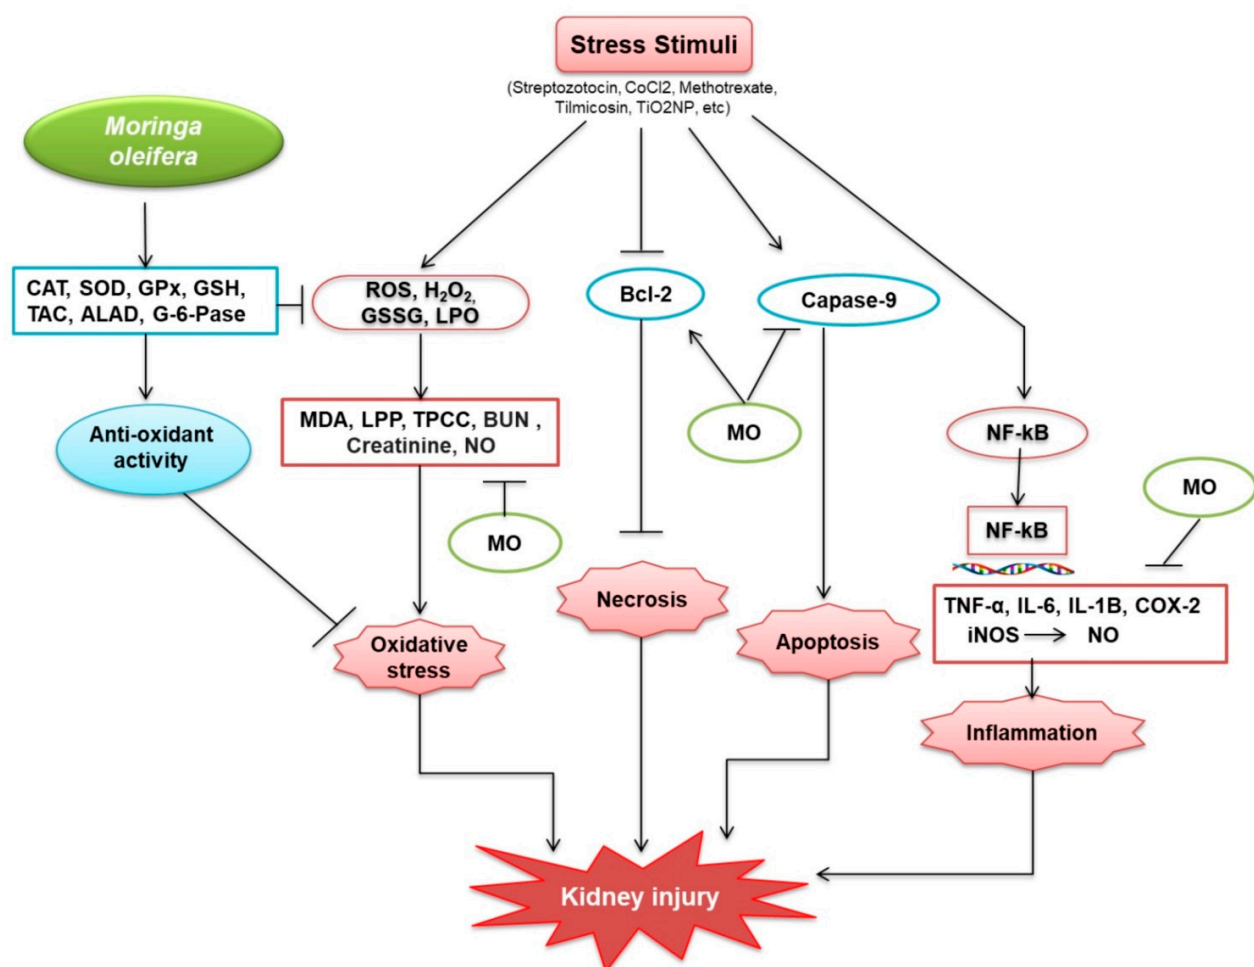 Stress Stimuli
(Streptozotocin, CoCl2, Methotrexate,
Tilmicosin, TiO2NP, etc)
Moringa
oleifera
CAT, SOD, GPx, GSH,
TAC, ALAD, G-6-Pase
ROS, H₂O₂,
GSSG, LPO
Bcl-2
Capase-9
Anti-oxidant
activity
MDA, LPP, TPCC, BUN ,
Creatinine, NO
MO
NF-kB
MO
NF-kB
MO
Necrosis
TNF-α, IL-6, IL-1B, COX-2
iNOS → NO
Oxidative
stress
Apoptosis
Inflammation
Kidney injury